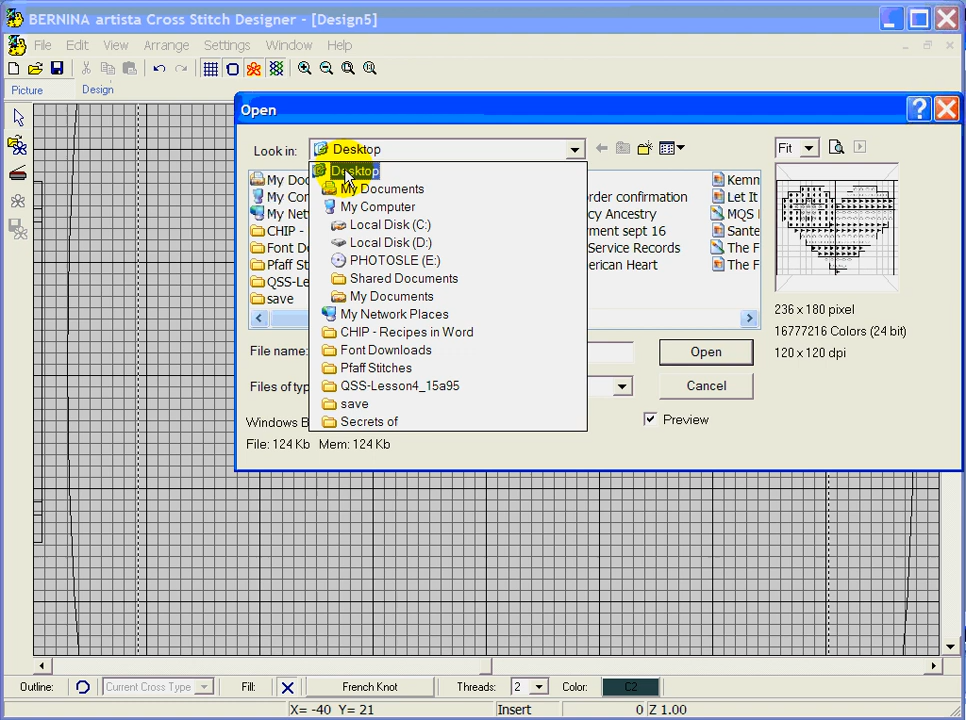 BERNINA artista Cross Stitch Designer - [Design5]
File Edit View Arrange Settings Window Help
Picture Design
Open
Look in: Desktop
Fit
Desktop
My Documents
My Computer
Local Disk (C:)
Local Disk (D:)
PHOTOSLE (E:)
Shared Documents
My Documents
My Network Places
CHIP - Recipes in Word
Font Downloads
Pfaff Stitches
QSS-Lesson4_15a95
save
Secrets of
My Doc
My Con
My Net
CHIP -
Font Do
Pfaff St
QSS-Le
save
order confirmation
cy Ancestry
ment sept 16
Service Records
erican Heart
Kemm
Let It
MQS
Sante
The F
The F
236 x 180 pixel
16777216 Colors (24 bit)
120 x 120 dpi
File name:
Open
Files of typ
Cancel
Windows B
Preview
File: 124 Kb Mem: 124 Kb
Outline: Current Cross Type Fill: French Knot Threads: 2 Color: C2
X= -40 Y= 21 Insert 0 Z 1.00